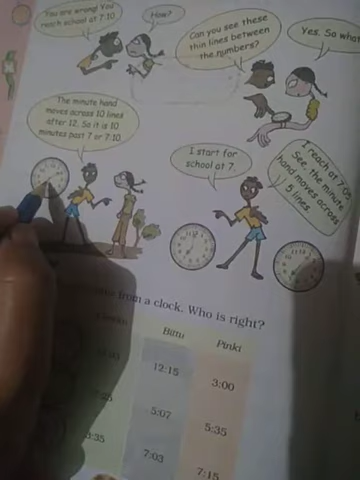 You are wrong! You
reach school at 7:10
How?
Can you see these
thin lines between
the numbers?
Yes. So what
The minute hand
moves across 10 lines
after 12. So it is 10
minutes past 7 or 7:10
I start for
school at 7.
I reach at 7:05
See, the minute
hand moves across
5 lines
from a clock. Who is right?
Bittu
Pinki
12:15
3:00
5:07
5:35
3:35
7:03
7:15